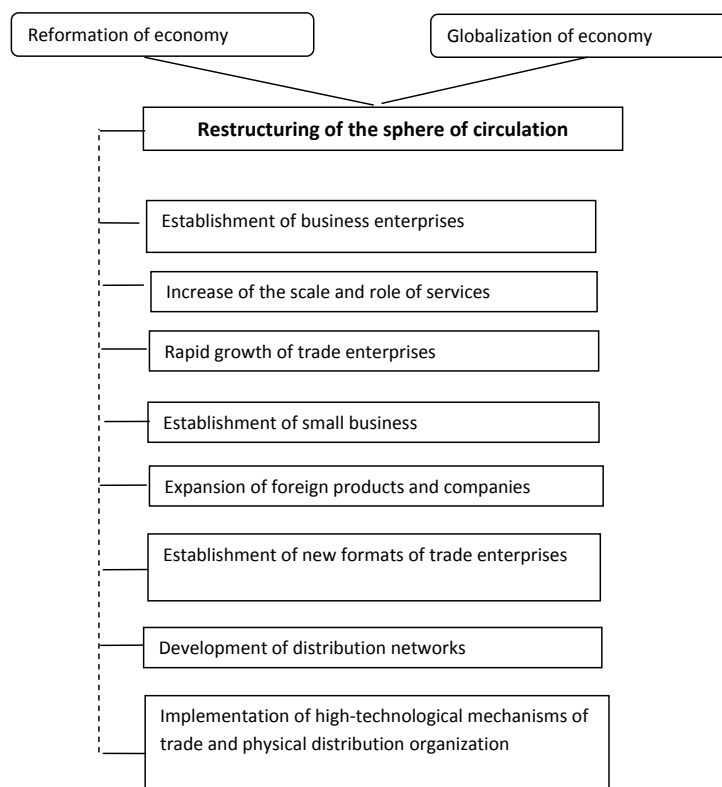 Reformation of economy
Globalization of economy
Restructuring of the sphere of circulation
Establishment of business enterprises
Increase of the scale and role of services
Rapid growth of trade enterprises
Establishment of small business
Expansion of foreign products and companies
Establishment of new formats of trade enterprises
Development of distribution networks
Implementation of high-technological mechanisms of
trade and physical distribution organization